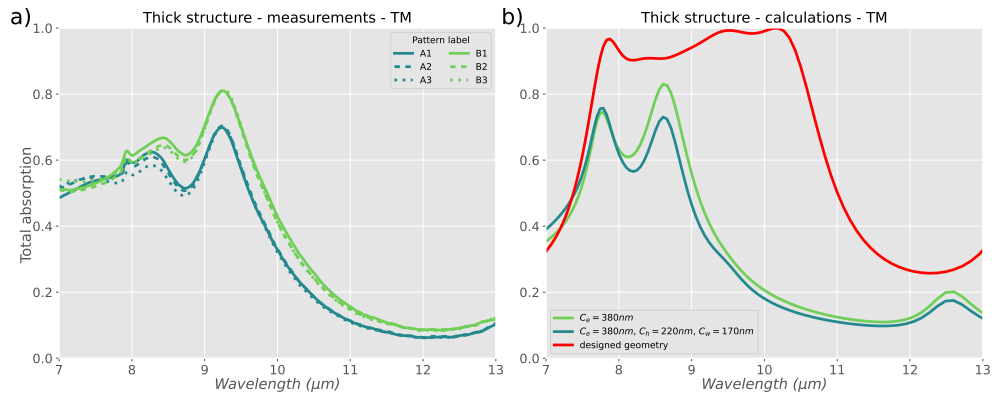 a)
Thick structure - measurements - TM
Total absorption
1.0
0.8
0.6
0.4
0.2
0.0
Pattern label
A1 B1
A2 B2
A3 B3
7 8 9 10 11 12 13
Wavelength (μm)
b)
Thick structure - calculations - TM
1.0
0.8
0.6
0.4
0.2
0.0
Ce = 380nm
Ce = 380nm, Ch = 220nm, Cw = 170nm
designed geometry
7 8 9 10 11 12 13
Wavelength (μm)